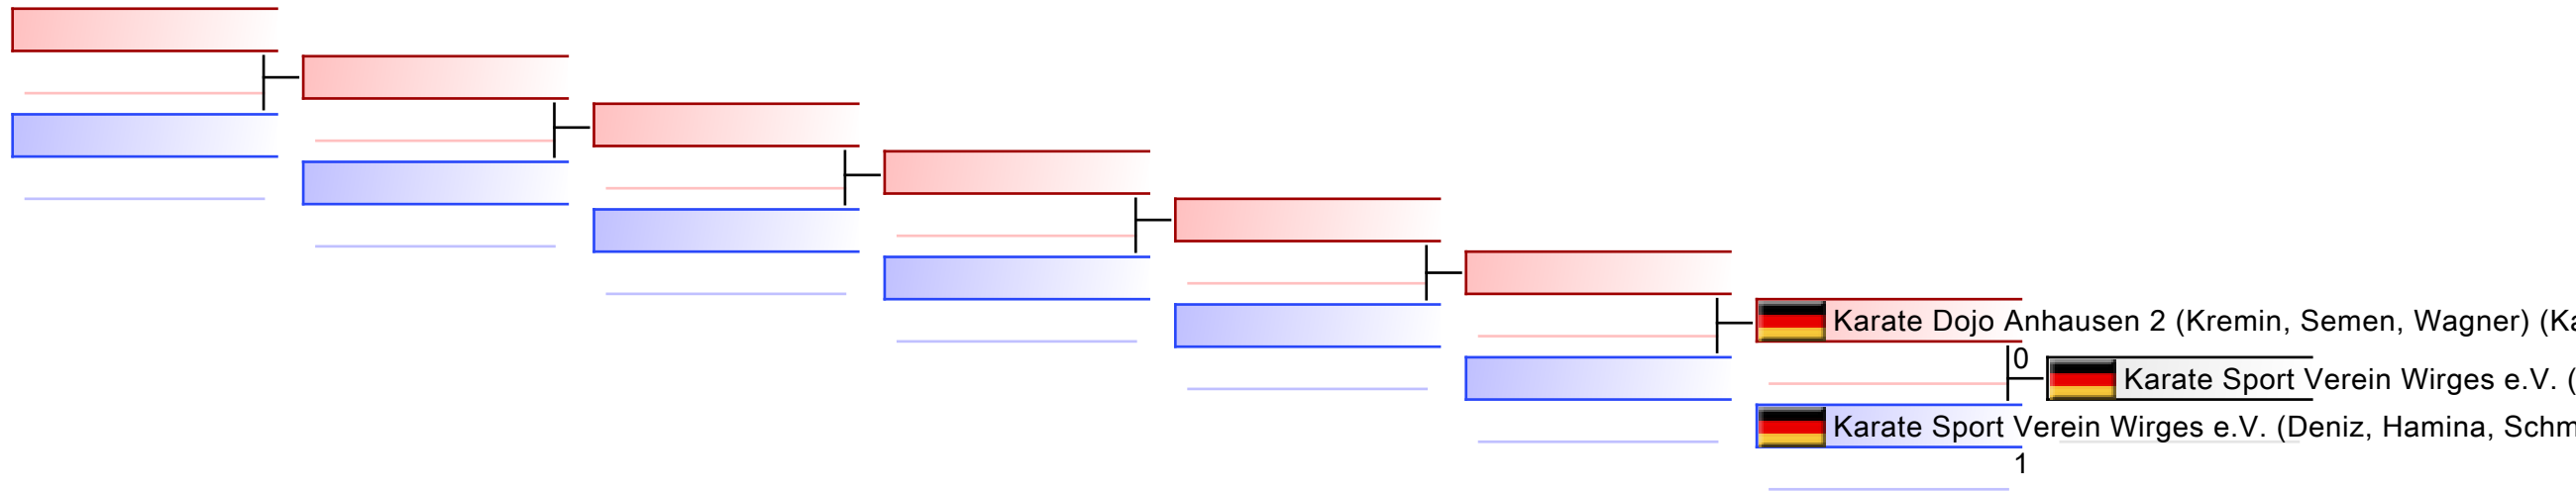 Karate Dojo Anhausen 2 (Kremin, Semen, Wagner) (Ka
0
Karate Sport Verein Wirges e.V. (
Karate Sport Verein Wirges e.V. (Deniz, Hamina, Schm
1